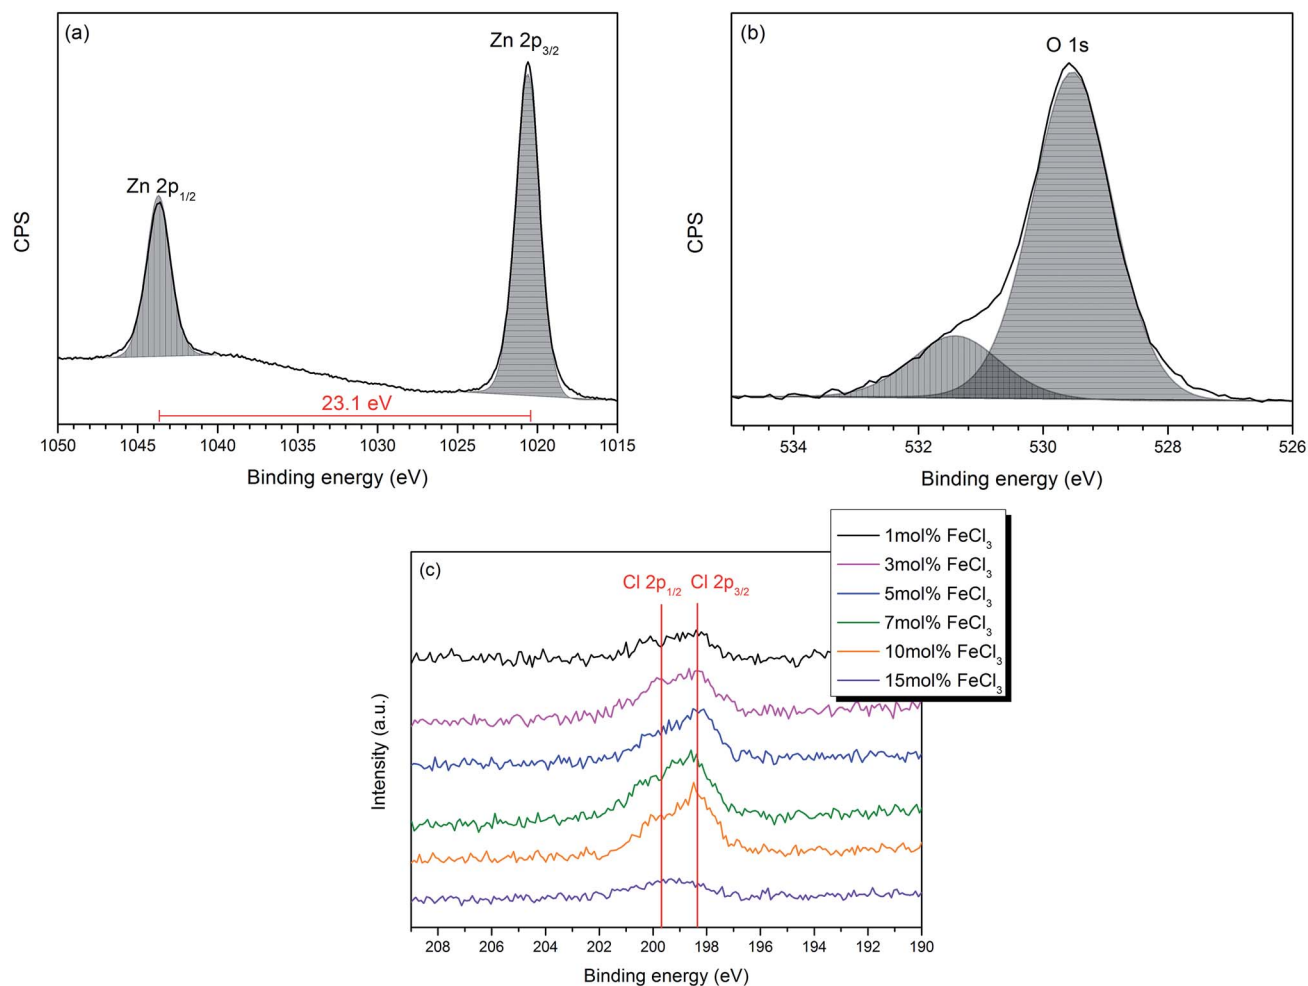 (a)
Zn 2p3/2
Zn 2p1/2
CPS
23.1 eV
1050 1045 1040 1035 1030 1025 1020 1015
Binding energy (eV)
(b)
O 1s
CPS
534 532 530 528 526
Binding energy (eV)
(c)
Cl 2p1/2 Cl 2p3/2
1mol% FeCl3
3mol% FeCl3
5mol% FeCl3
7mol% FeCl3
10mol% FeCl3
15mol% FeCl3
Intensity (a.u.)
208 206 204 202 200 198 196 194 192 190
Binding energy (eV)